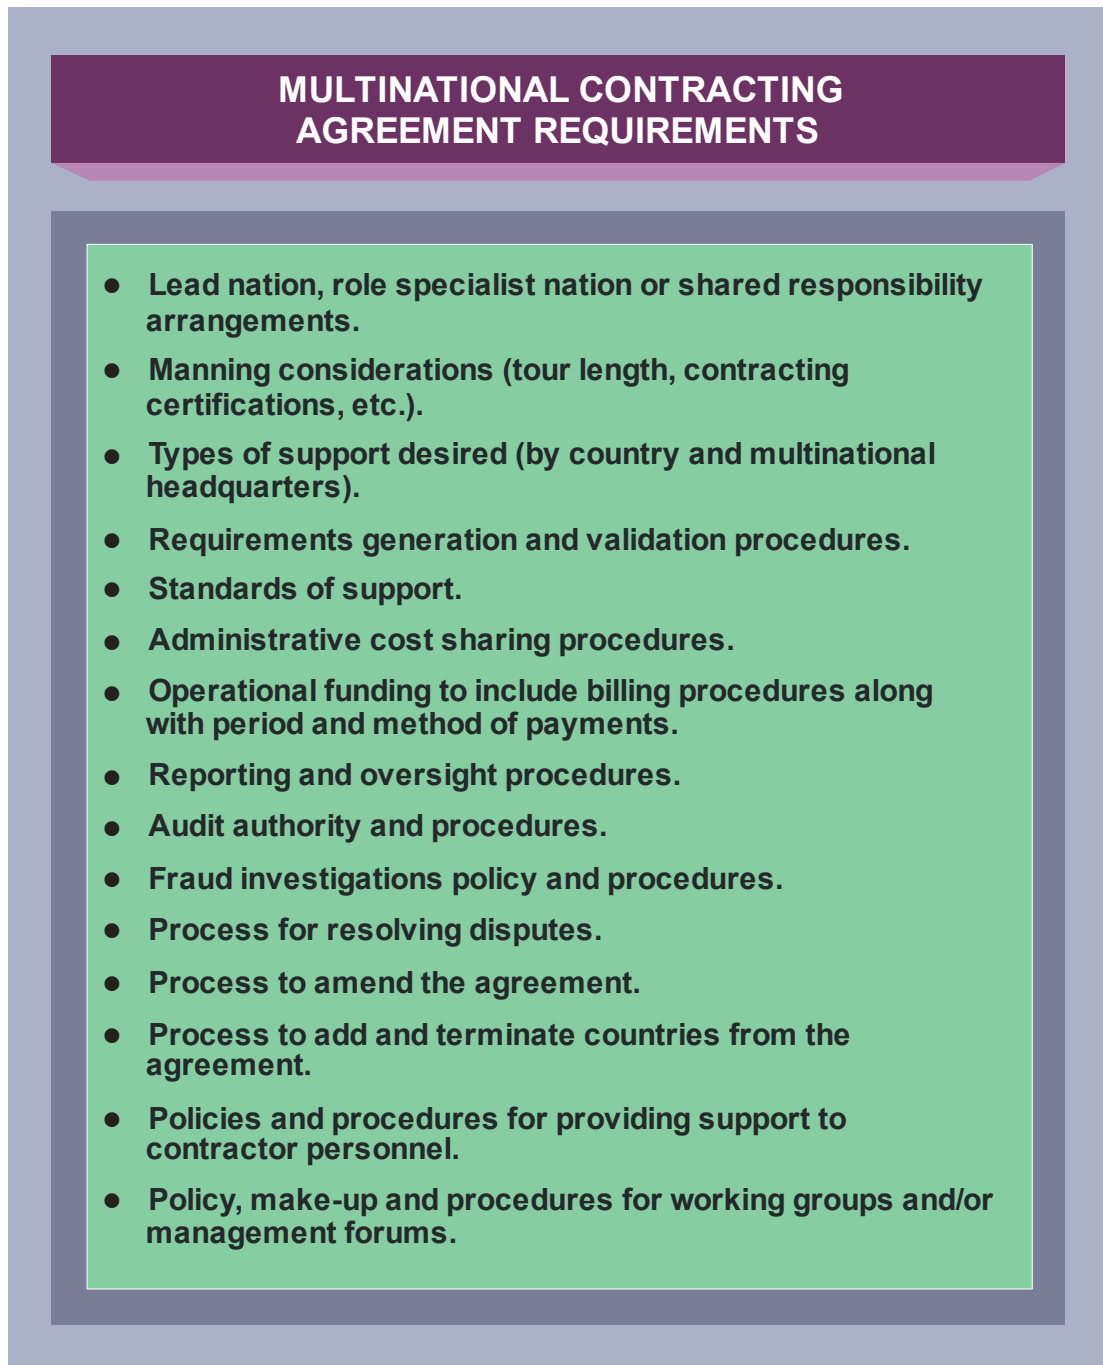 MULTINATIONAL CONTRACTING
AGREEMENT REQUIREMENTS
● Lead nation, role specialist nation or shared responsibility
arrangements.
● Manning considerations (tour length, contracting
certifications, etc.).
● Types of support desired (by country and multinational
headquarters).
● Requirements generation and validation procedures.
● Standards of support.
● Administrative cost sharing procedures.
● Operational funding to include billing procedures along
with period and method of payments.
● Reporting and oversight procedures.
● Audit authority and procedures.
● Fraud investigations policy and procedures.
● Process for resolving disputes.
● Process to amend the agreement.
● Process to add and terminate countries from the
agreement.
● Policies and procedures for providing support to
contractor personnel.
● Policy, make-up and procedures for working groups and/or
management forums.